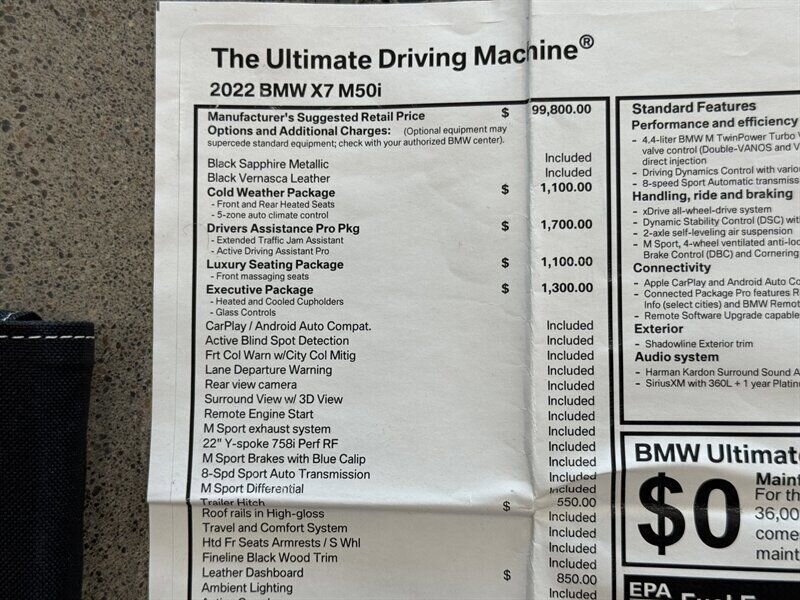 The Ultimate Driving Machine®
2022 BMW X7 M50i
Manufacturer's Suggested Retail Price $ 99,800.00
Options and Additional Charges: (Optional equipment may
supercede standard equipment; check with your authorized BMW center).
Black Sapphire Metallic Included
Black Vernasca Leather Included
Cold Weather Package $ 1,100.00
- Front and Rear Heated Seats
- 5-zone auto climate control
Drivers Assistance Pro Pkg $ 1,700.00
- Extended Traffic Jam Assistant
- Active Driving Assistant Pro
Luxury Seating Package $ 1,100.00
- Front massaging seats
Executive Package $ 1,300.00
- Heated and Cooled Cupholders
- Glass Controls
CarPlay / Android Auto Compat. Included
Active Blind Spot Detection Included
Frt Col Warn w/City Col Mitig Included
Lane Departure Warning Included
Rear view camera Included
Surround View w/ 3D View Included
Remote Engine Start Included
M Sport exhaust system Included
22" Y-spoke 758i Perf RF Included
M Sport Brakes with Blue Calip Included
8-Spd Sport Auto Transmission Included
M Sport Differential Included
Trailer Hitch $ 550.00
Roof rails in High-gloss Included
Travel and Comfort System Included
Htd Fr Seats Armrests / S Whl Included
Fineline Black Wood Trim Included
Leather Dashboard $ 850.00
Ambient Lighting Included
Standard Features
Performance and efficiency
- 4.4-liter BMW M TwinPower Turbo
valve control (Double-VANOS and
direct injection
- Driving Dynamics Control with
- 8-speed Sport Automatic
Handling, ride and braking
- xDrive all-wheel-drive system
- Dynamic Stability Control (DSC)
- 2-axle self-leveling air suspension
- M Sport, 4-wheel ventilated
Brake Control (DBC) and Cornering
Connectivity
- Apple CarPlay and Android Auto
- Connected Package Pro features
Info (select cities) and BMW
- Remote Software Upgrade capable
Exterior
- Shadowline Exterior trim
Audio system
- Harman Kardon Surround Sound
- SiriusXM with 360L + 1 year
BMW
$0
For
EPA